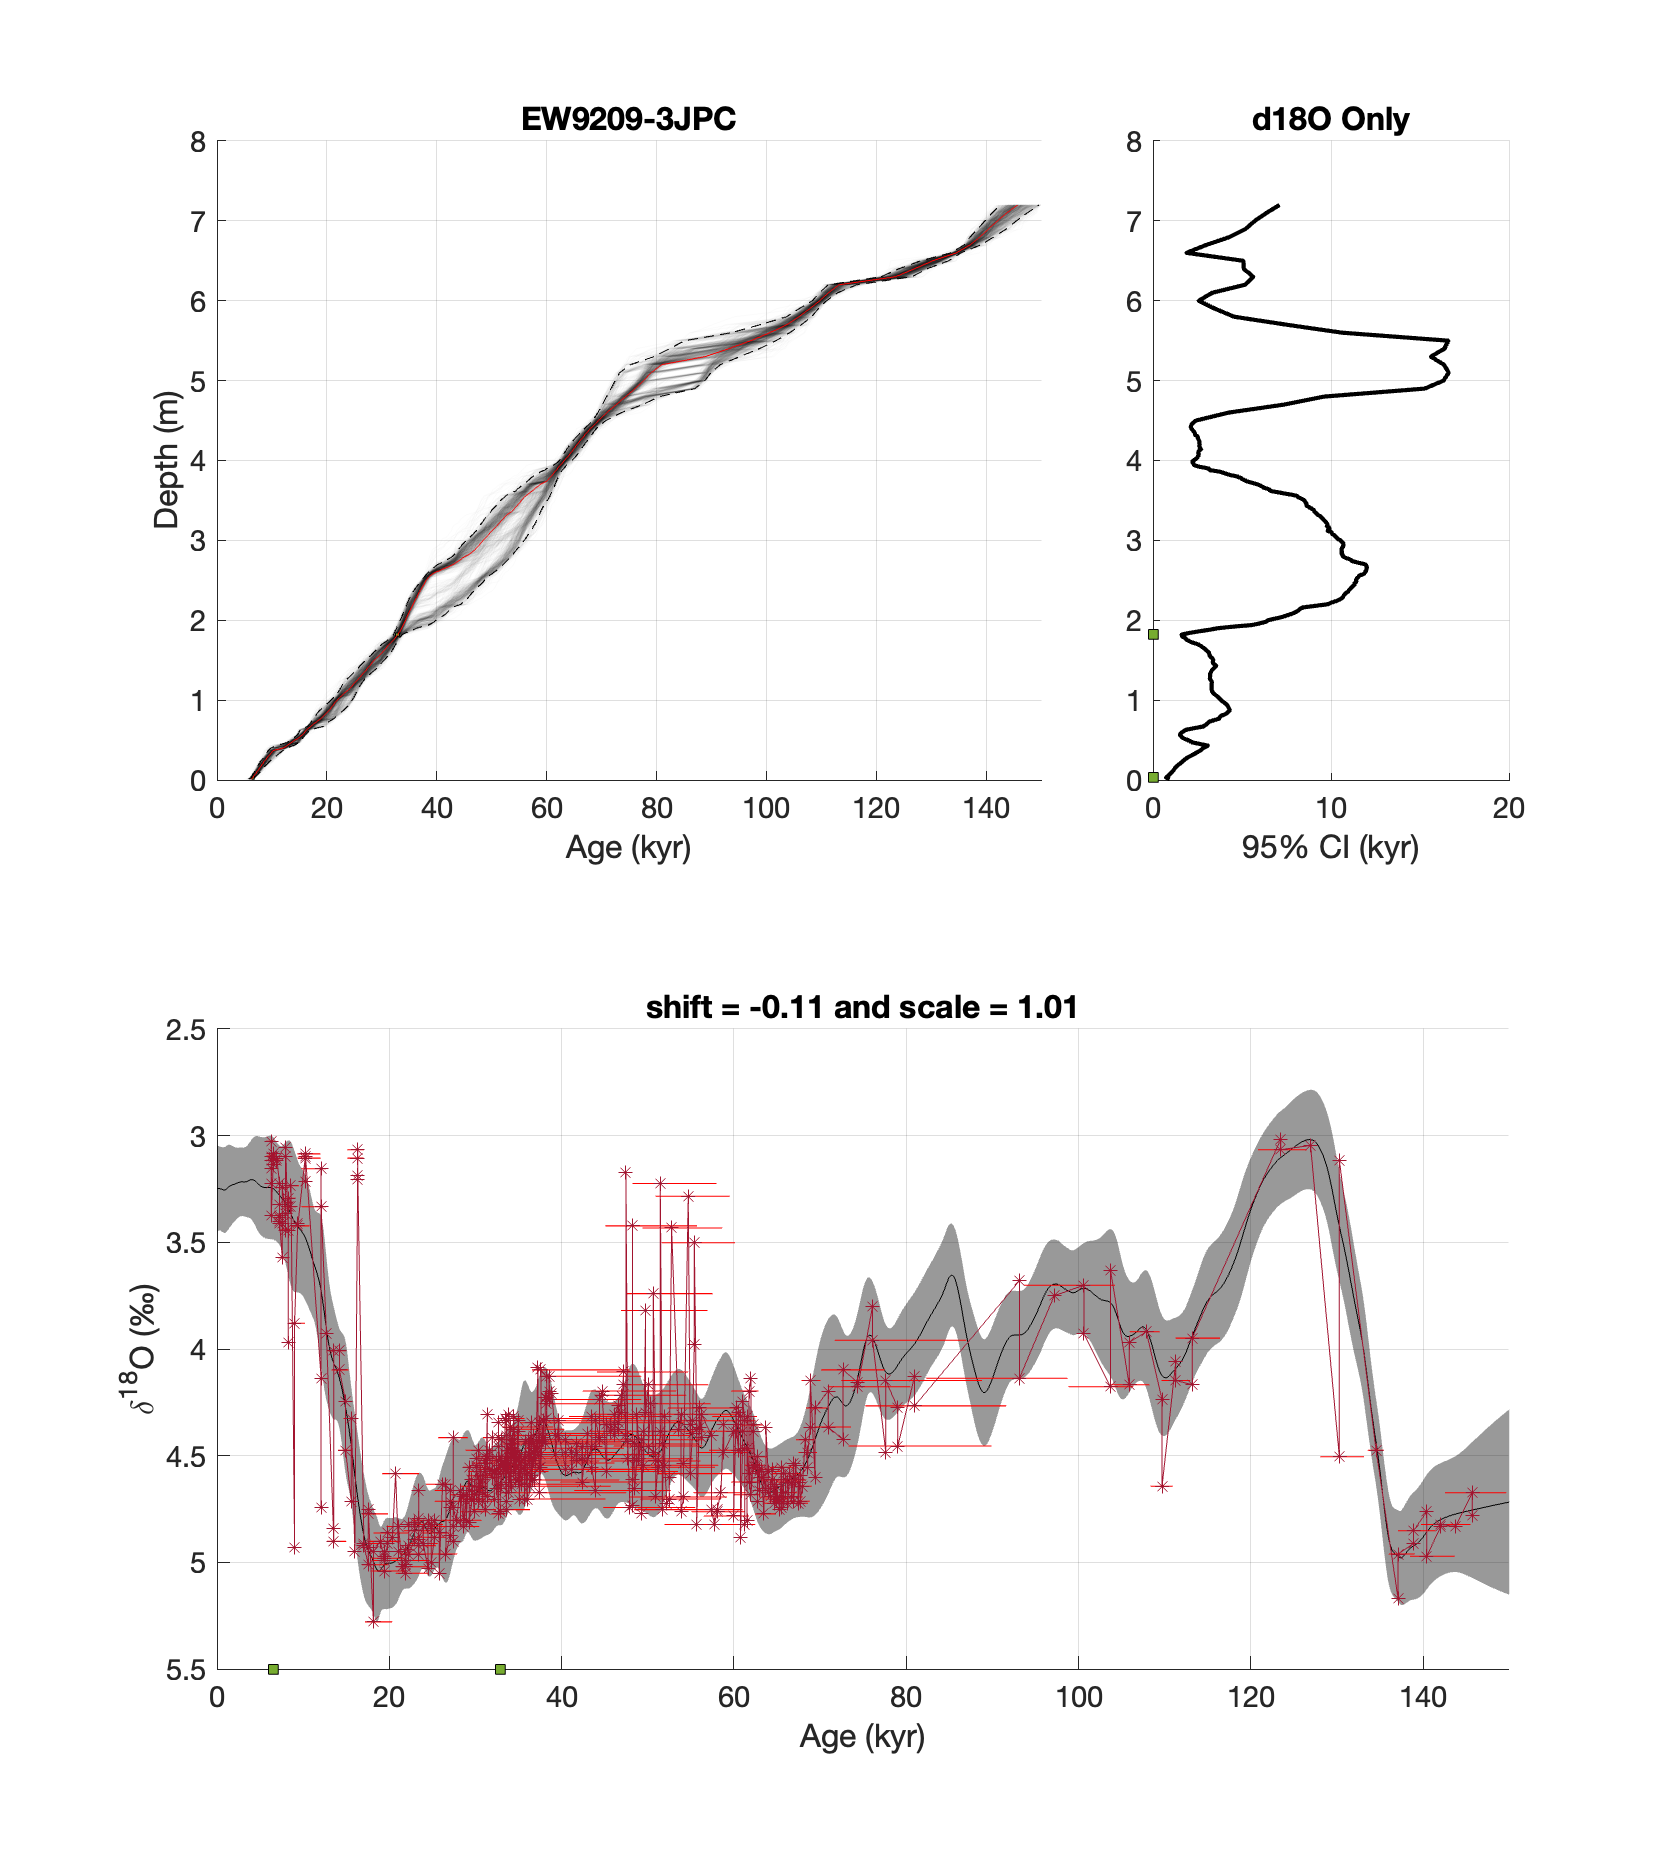 EW9209-3JPC
8
7
6
5
4
3
2
1
0
Depth (m)
0 20 40 60 80 100 120 140
Age (kyr)
d18O Only
8
7
6
5
4
3
2
1
0
0 10 20
95% CI (kyr)
shift = -0.11 and scale = 1.01
2.5
3
3.5
4
4.5
5
5.5
δ18O (‰)
0 20 40 60 80 100 120 140
Age (kyr)